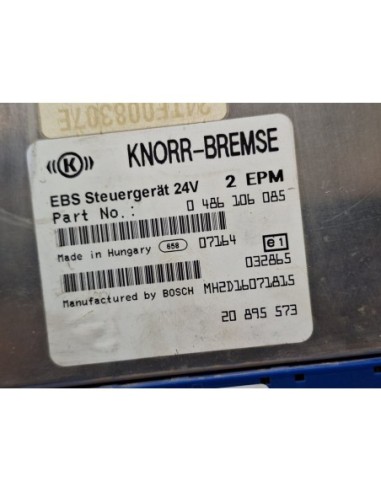 21TE0088307E
((K)) KNORR-BREMSE
EBS Steuergerät 24V 2 EPM
Part No.: 0 486 106 085
Made in Hungary 658 07164 e1
032865
Manufactured by BOSCH MH2D16071815
20 895 573